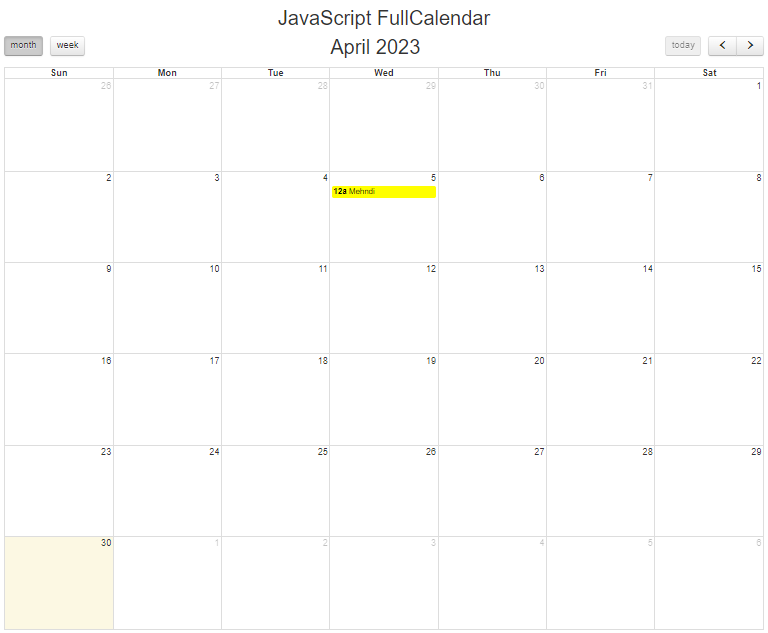 JavaScript FullCalendar
month week April 2023 today
Sun Mon Tue Wed Thu Fri Sat
26 27 28 29 30 31 1
2 3 4 5 6 7 8
12a Mehndi
9 10 11 12 13 14 15
16 17 18 19 20 21 22
23 24 25 26 27 28 29
30 1 2 3 4 5 6